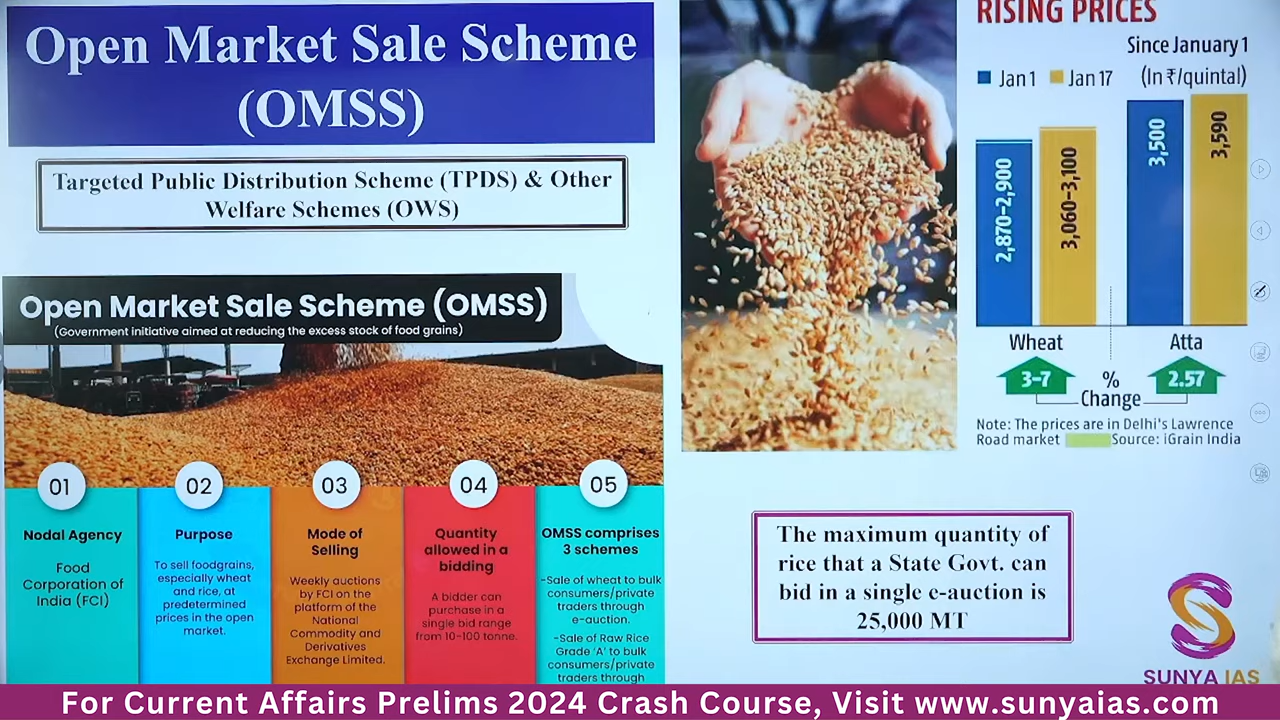 Open Market Sale Scheme
(OMSS)
Targeted Public Distribution Scheme (TPDS) & Other
Welfare Schemes (OWS)
Open Market Sale Scheme (OMSS)
(Government initiative aimed at reducing the excess stock of food grains)
01
Nodal Agency
Food
Corporation of
India (FCI)
02
Purpose
To sell foodgrains,
especially wheat
and rice, at
predetermined
prices in the open
market.
03
Mode of
Selling
Weekly auctions
by FCI on the
platform of the
National
Commodity and
Derivatives
Exchange Limited.
04
Quantity
allowed in a
bidding
A bidder can
purchase in a
single bid range
from 10-100 tonne.
05
OMSS comprises
3 schemes
-Sale of wheat to bulk
consumers/private
traders through
e-auction.
-Sale of Raw Rice
Grade ‘A’ to bulk
consumers/private
traders through
RISING PRICES
Since January 1
Jan 1 Jan 17 (In ₹/quintal)
2,870-2,900
3,060-3,100
3,500
3,590
Wheat
Atta
3-7
%
Change
2.57
Note: The prices are in Delhi's Lawrence
Road market Source: iGrain India
The maximum quantity of
rice that a State Govt. can
bid in a single e-auction is
25,000 MT
SUNYA IAS
For Current Affairs Prelims 2024 Crash Course, Visit www.sunyaias.com